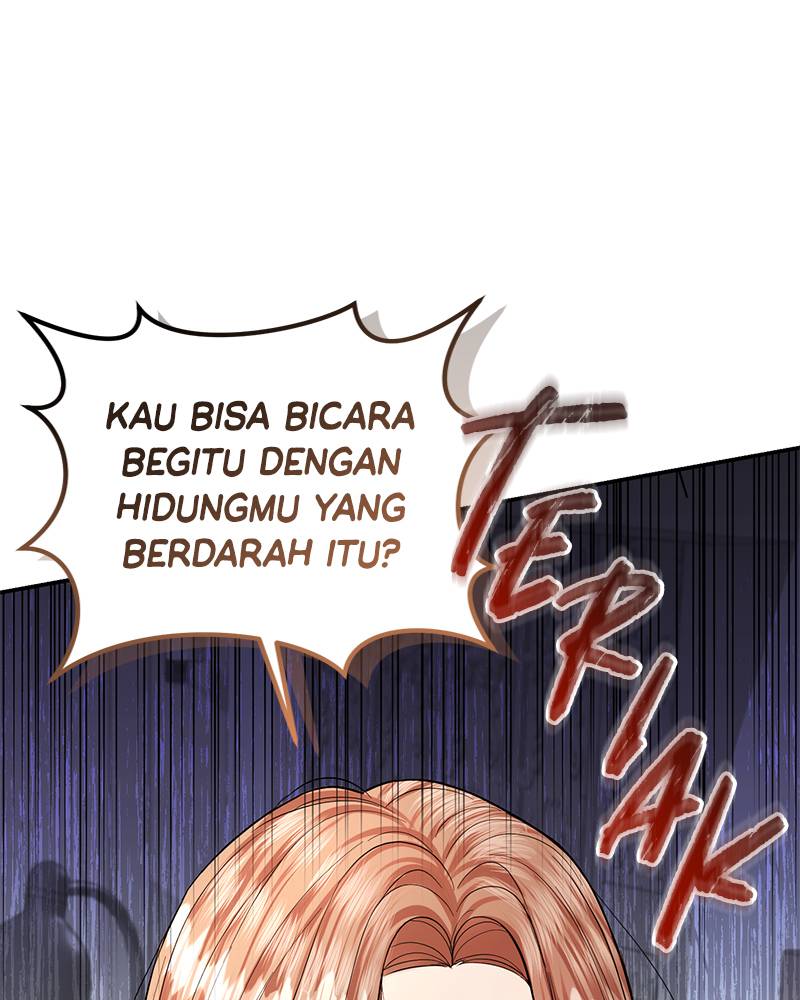 KAU BISA BICARA
BEGITU DENGAN
HIDUNGMU YANG
BERDARAH ITU?
TERIAK